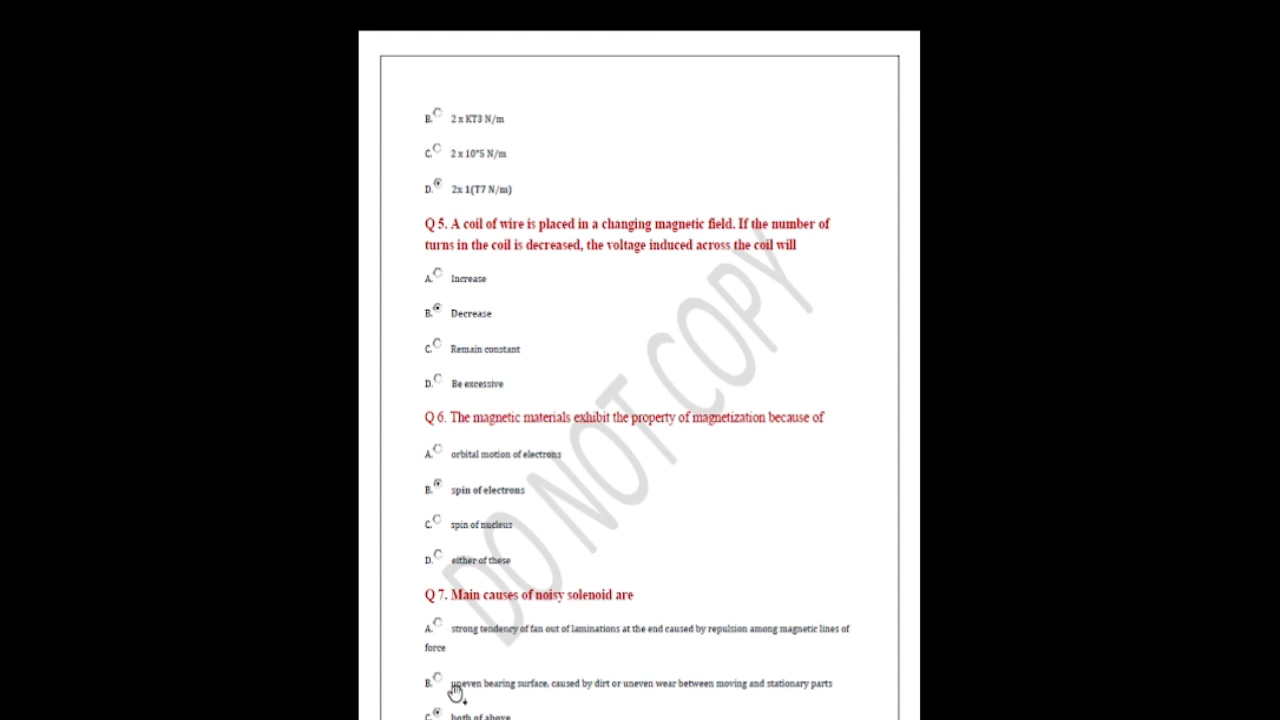 B. 2 x KT3 N/m
C. 2 x 10"5 N/m
D. 2x 1(T7 N/m)
Q 5. A coil of wire is placed in a changing magnetic field. If the number of
turns in the coil is decreased, the voltage induced across the coil will
A. Increase
B. Decrease
C. Remain constant
D. Be excessive
Q 6. The magnetic materials exhibit the property of magnetization because of
A. orbital motion of electrons
B. spin of electrons
C. spin of nucleus
D. either of these
Q 7. Main causes of noisy solenoid are
A. strong tendency of fan out of laminations at the end caused by repulsion among magnetic lines of
force
B. uneven bearing surface, caused by dirt or uneven wear between moving and stationary parts
C. both of above
DO NOT COPY